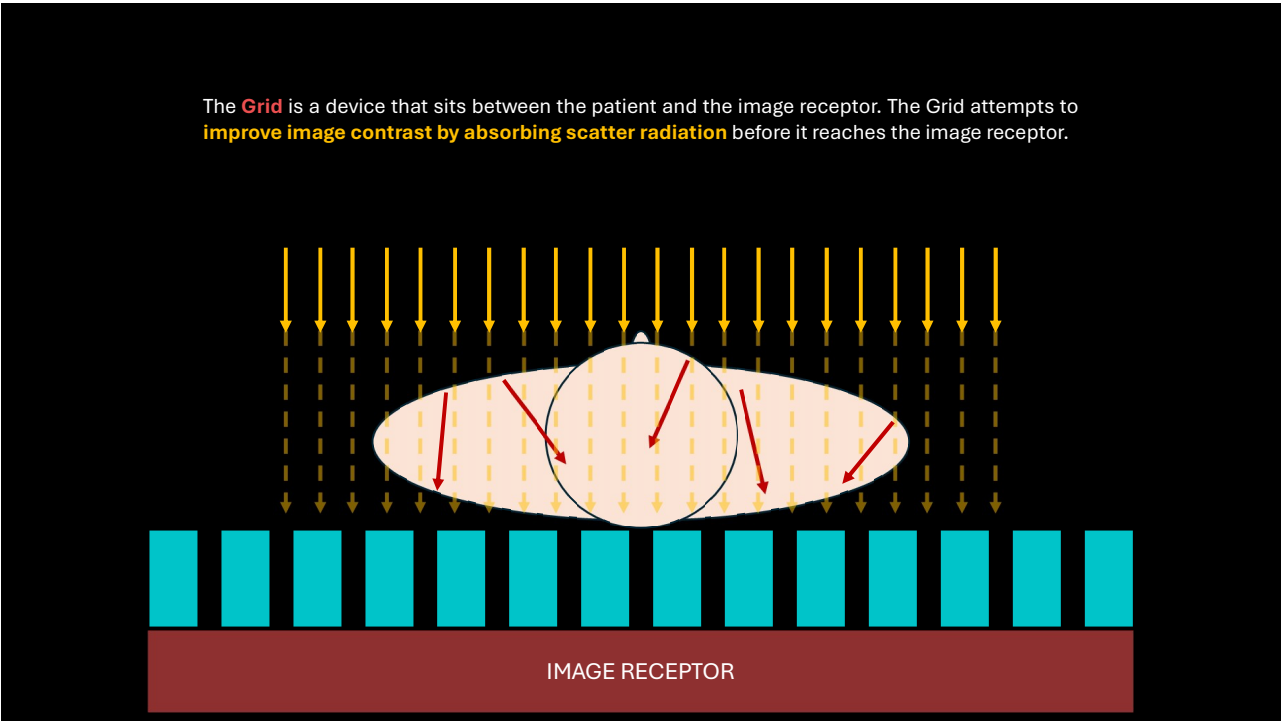 The Grid is a device that sits between the patient and the image receptor. The Grid attempts to
improve image contrast by absorbing scatter radiation before it reaches the image receptor.
IMAGE RECEPTOR